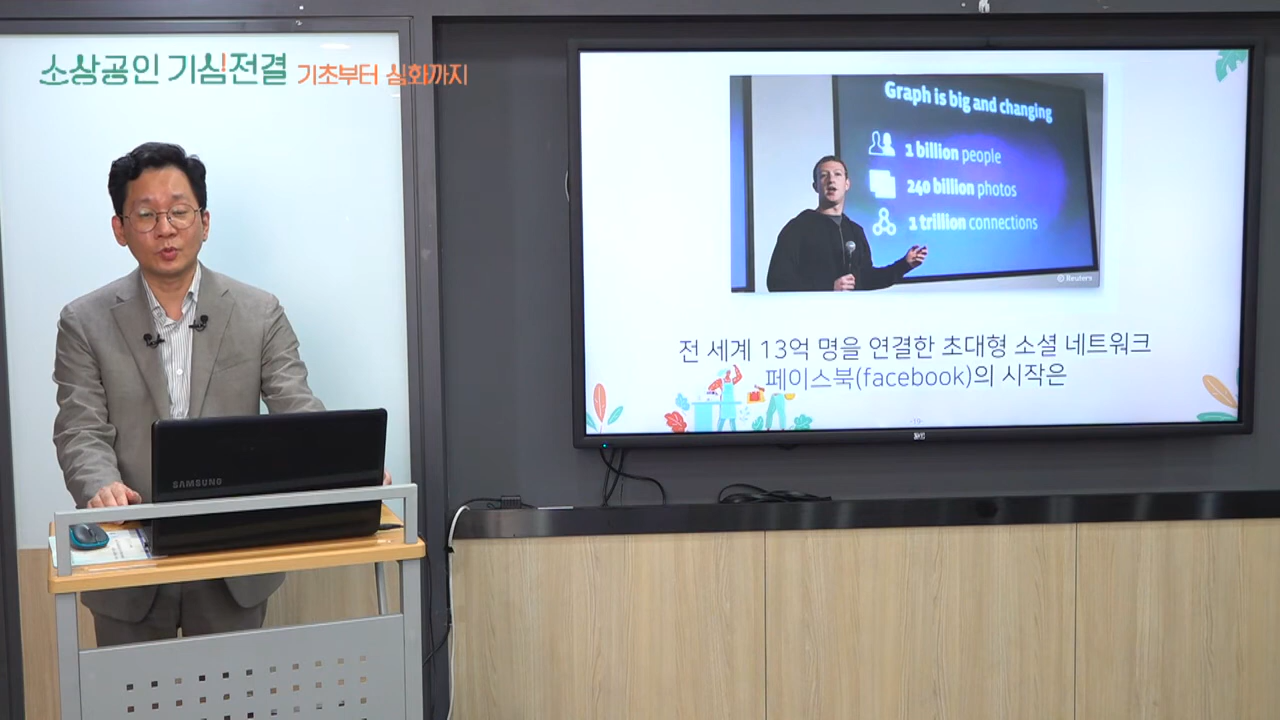 소상공인 기심전결 기초부터 심화까지
Graph is big and changing
1 billion people
240 billion photos
1 trillion connections
© Reuters
전 세계 13억 명을 연결한 초대형 소셜 네트워크
페이스북(facebook)의 시작은
SAMSUNG